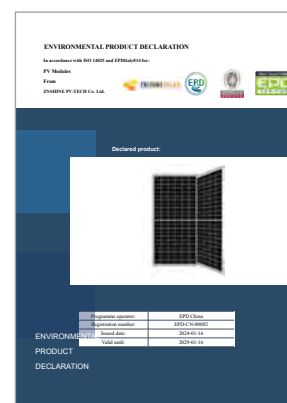 ENVIRONMENTAL PRODUCT DECLARATION
In accordance with ISO 14025 and EPDItaly014 for:
PV Modules
From
ZNSHINE PV-TECH Co. Ltd.
EPD
EPD
Declared product:
Programme operator: EPD China
Registration number: EPD-CN-00002
Issued date: 2024-01-16
Valid until: 2029-01-16
ENVIRONMENTAL
PRODUCT
DECLARATION